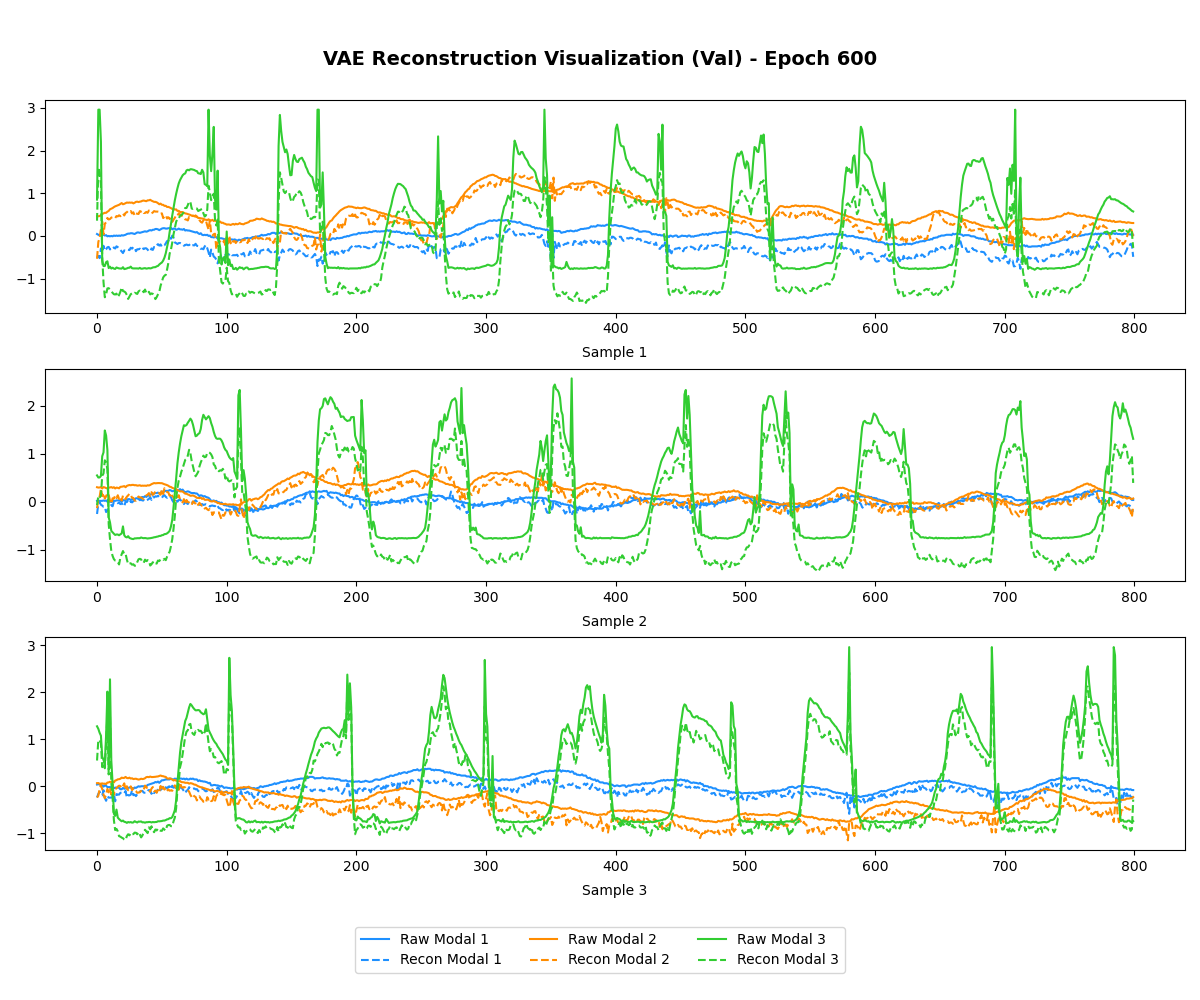 VAE Reconstruction Visualization (Val) - Epoch 600
3
2
1
0
−1
0 100 200 300 400 500 600 700 800
Sample 1
2
1
0
−1
0 100 200 300 400 500 600 700 800
Sample 2
3
2
1
0
−1
0 100 200 300 400 500 600 700 800
Sample 3
Raw Modal 1 Raw Modal 2 Raw Modal 3
Recon Modal 1 Recon Modal 2 Recon Modal 3